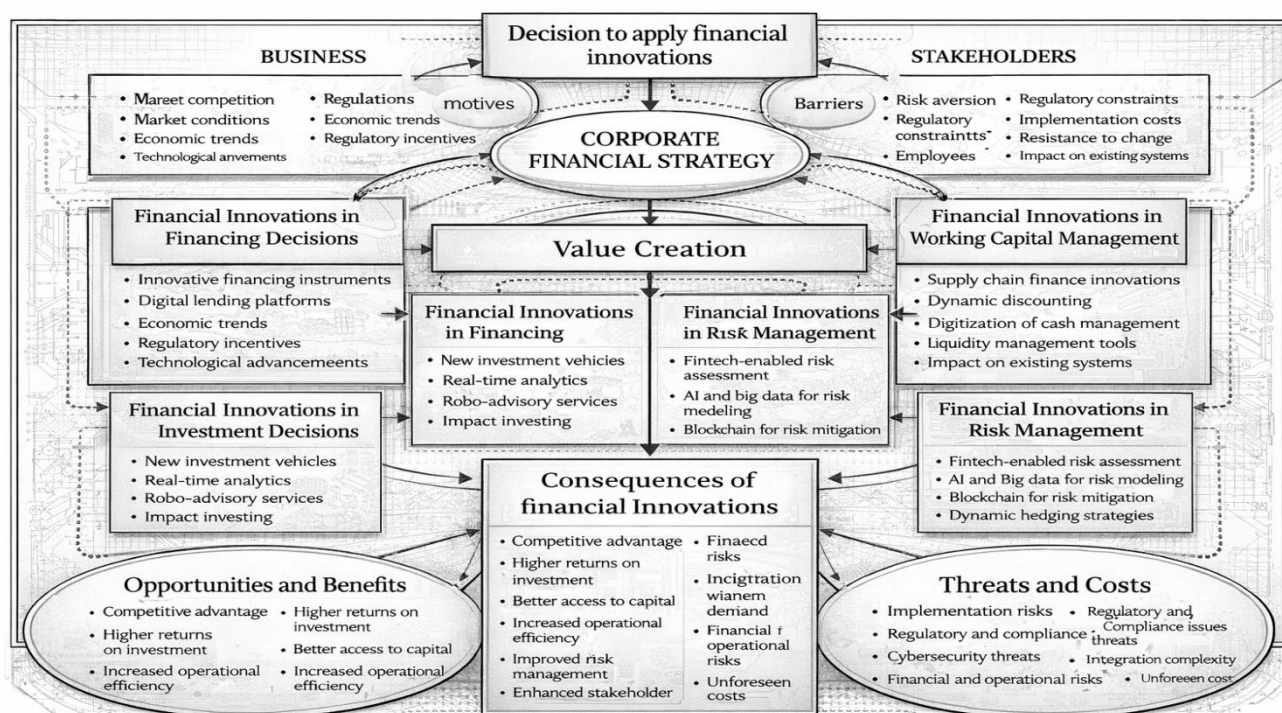 Decision to apply financial
innovations
BUSINESS
• Mareet competition
• Market conditions
• Economic trends
• Technological anvements
• Regulations
• Economic trends
• Regulatory incentives
motives
STAKEHOLDERS
Barriers
• Risk aversion
• Regulatory
constraintts"
• Employees
• Regulatory constraints
• Implementation costs
• Resistance to change
• Impact on existing systems
CORPORATE
FINANCIAL STRATEGY
Financial Innovations in
Financing Decisions
• Innovative financing instruments
• Digital lending platforms
• Economic trends
• Regulatory incentives
• Technological advancemeents
Value Creation
Financial Innovations in
Working Capital Management
• Supply chain finance innovations
• Dynamic discounting
• Digitization of cash management
• Liquidity management tools
• Impact on existing systems
Financial Innovations
in Financing
• New investment vehicles
• Real-time analytics
• Robo-advisory services
• Impact investing
Financial Innovations
in Risk Management
• Fintech-enabled risk
assessment
• AI and big data for risk
modeling
• Blockchain for risk mitigation
Financial Innovations in
Investment Decisions
• New investment vehicles
• Real-time analytics
• Robo-advisory services
• Impact investing
Financial Innovations in
Risk Management
• Fintech-enabled risk assessment
• AI and Big data for risk modeling
• Blockchain for risk mitigation
• Dynamic hedging strategies
Consequences of
financial Innovations
• Competitive advantage
• Higher returns on
investment
• Better access to capital
• Increased operational
efficiency
• Improved risk
management
• Enhanced stakeholder
• Finaecd
risks
• Incigtration
wianem
demand
• Financial
operational
risks
• Unforeseen
costs
Opportunities and Benefits
• Competitive advantage
• Higher returns
on investment
• Increased operational
efficiency
• Higher returns on
investment
• Better access to capital
• Increased operational
efficiency
Threats and Costs
• Implementation risks
• Regulatory and compliance
• Cybersecurity threats
• Financial and operational risks
• Regulatory and
Compliance issues
threats
• Integration complexity
• Unforeen cost